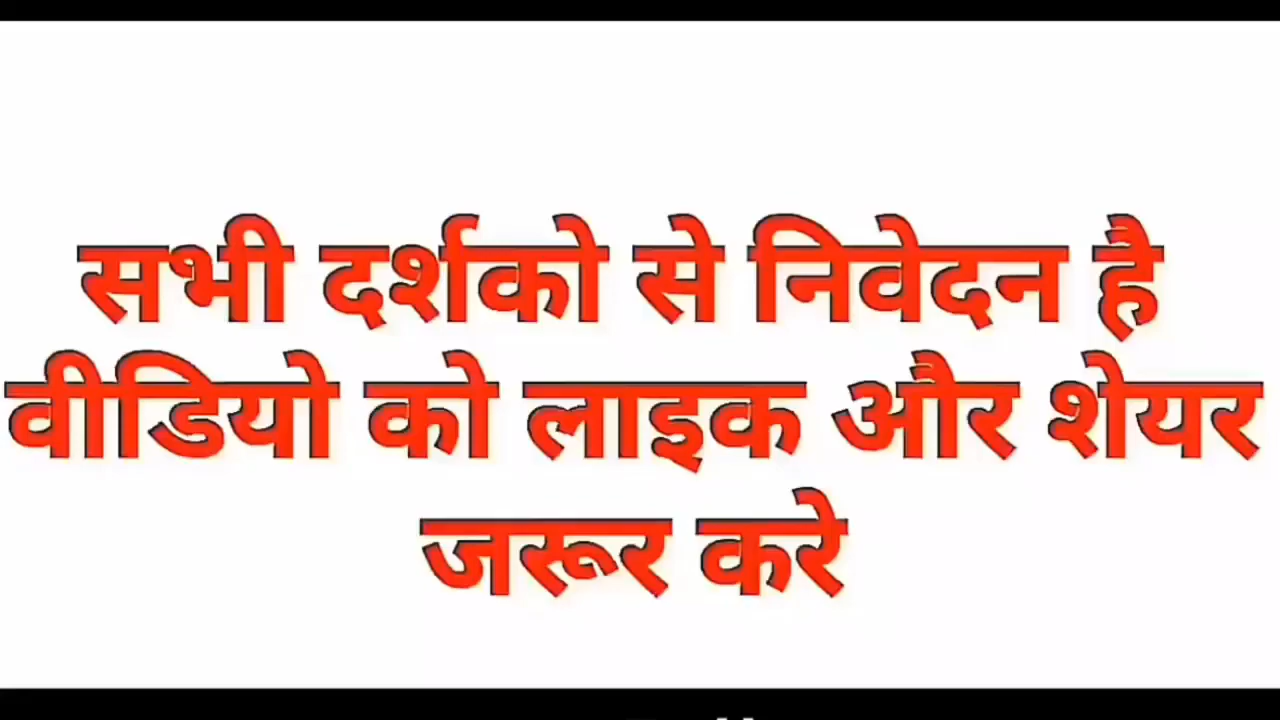 सभी दर्शको से निवेदन है
वीडियो को लाइक और शेयर
जरूर करे